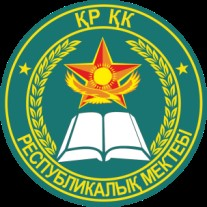 ҚР ҚК
РЕСПУБЛИКАЛЫҚ МЕКТЕБІ